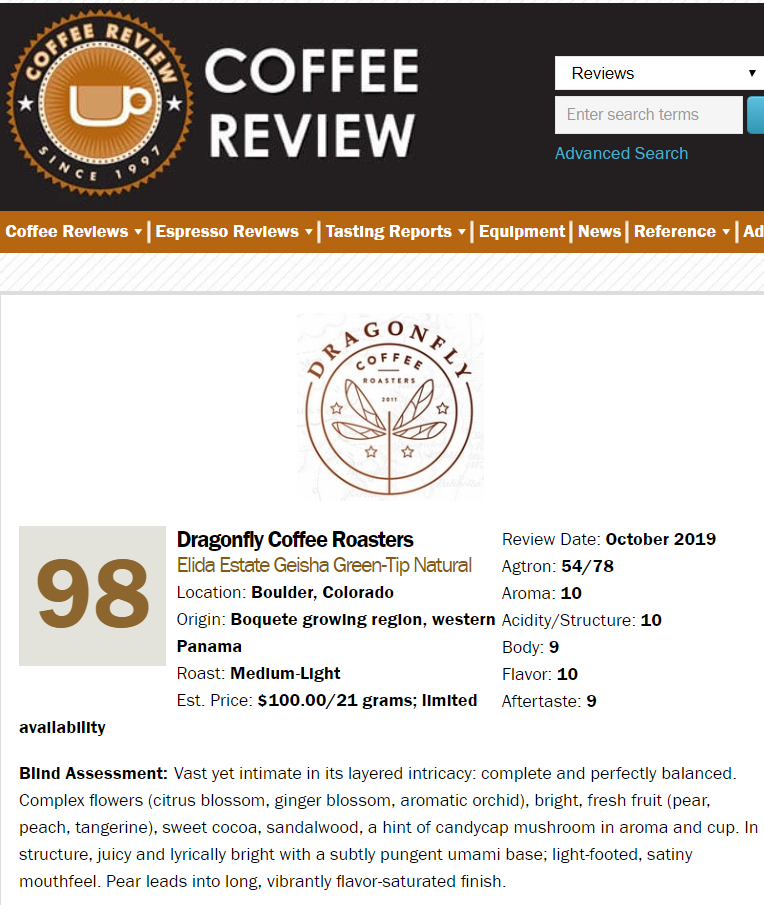 COFFEE REVIEW
SINCE 1997
COFFEE
REVIEW
Reviews
Enter search terms
Advanced Search
Coffee Reviews | Espresso Reviews | Tasting Reports | Equipment | News | Reference | Ad
DRAGONFLY
COFFEE
ROASTERS
2011
98
Dragonfly Coffee Roasters
Elida Estate Geisha Green-Tip Natural
Location: Boulder, Colorado
Origin: Boquete growing region, western
Panama
Roast: Medium-Light
Est. Price: $100.00/21 grams; limited
availability
Review Date: October 2019
Agtron: 54/78
Aroma: 10
Acidity/Structure: 10
Body: 9
Flavor: 10
Aftertaste: 9
Blind Assessment: Vast yet intimate in its layered intricacy: complete and perfectly balanced.
Complex flowers (citrus blossom, ginger blossom, aromatic orchid), bright, fresh fruit (pear,
peach, tangerine), sweet cocoa, sandalwood, a hint of candycap mushroom in aroma and cup. In
structure, juicy and lyrically bright with a subtly pungent umami base; light-footed, satiny
mouthfeel. Pear leads into long, vibrantly flavor-saturated finish.